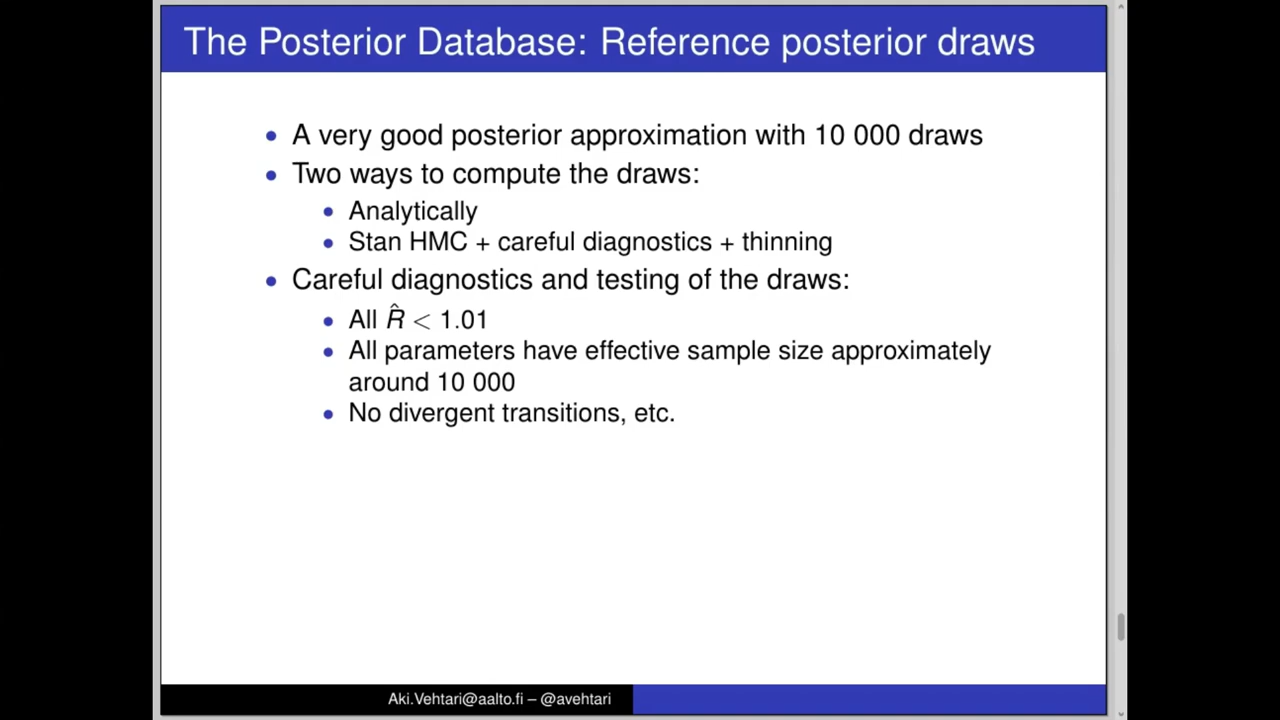 The Posterior Database: Reference posterior draws
• A very good posterior approximation with 10 000 draws
• Two ways to compute the draws:
• Analytically
• Stan HMC + careful diagnostics + thinning
• Careful diagnostics and testing of the draws:
• All R̂ < 1.01
• All parameters have effective sample size approximately
around 10 000
• No divergent transitions, etc.
Aki.Vehtari@aalto.fi – @avehtari